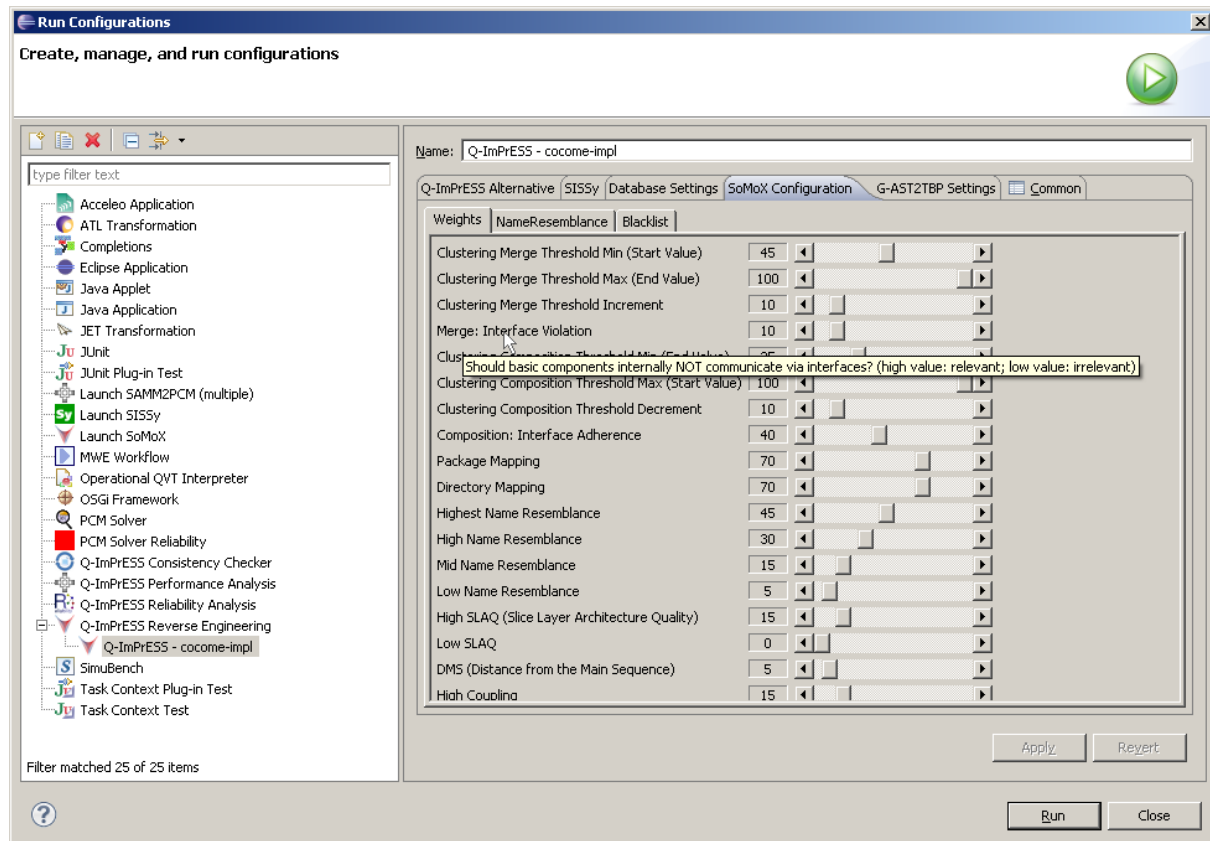 Run Configurations
Create, manage, and run configurations
type filter text
Acceleo Application
ATL Transformation
Completions
Eclipse Application
Java Applet
Java Application
JET Transformation
JUnit
JUnit Plug-in Test
Launch SAMM2PCM (multiple)
Launch SISSy
Launch SoMoX
MWE Workflow
Operational QVT Interpreter
OSGi Framework
PCM Solver
PCM Solver Reliability
Q-ImPrESS Consistency Checker
Q-ImPrESS Performance Analysis
Q-ImPrESS Reliability Analysis
Q-ImPrESS Reverse Engineering
Q-ImPrESS - cocome-impl
SimuBench
Task Context Plug-in Test
Task Context Test
Filter matched 25 of 25 items
Name: Q-ImPrESS - cocome-impl
Q-ImPrESS Alternative SISSy Database Settings SoMoX Configuration G-AST2TBP Settings Common
Weights NameResemblance Blacklist
Clustering Merge Threshold Min (Start Value) 45
Clustering Merge Threshold Max (End Value) 100
Clustering Merge Threshold Increment 10
Merge: Interface Violation 10
Should basic components internally NOT communicate via interfaces? (high value: relevant; low value: irrelevant)
Clustering Composition Threshold Max (Start Value) 100
Clustering Composition Threshold Decrement 10
Composition: Interface Adherence 40
Package Mapping 70
Directory Mapping 70
Highest Name Resemblance 45
High Name Resemblance 30
Mid Name Resemblance 15
Low Name Resemblance 5
High SLAQ (Slice Layer Architecture Quality) 15
Low SLAQ 0
DMS (Distance from the Main Sequence) 5
High Coupling 15
Apply Revert
Run Close